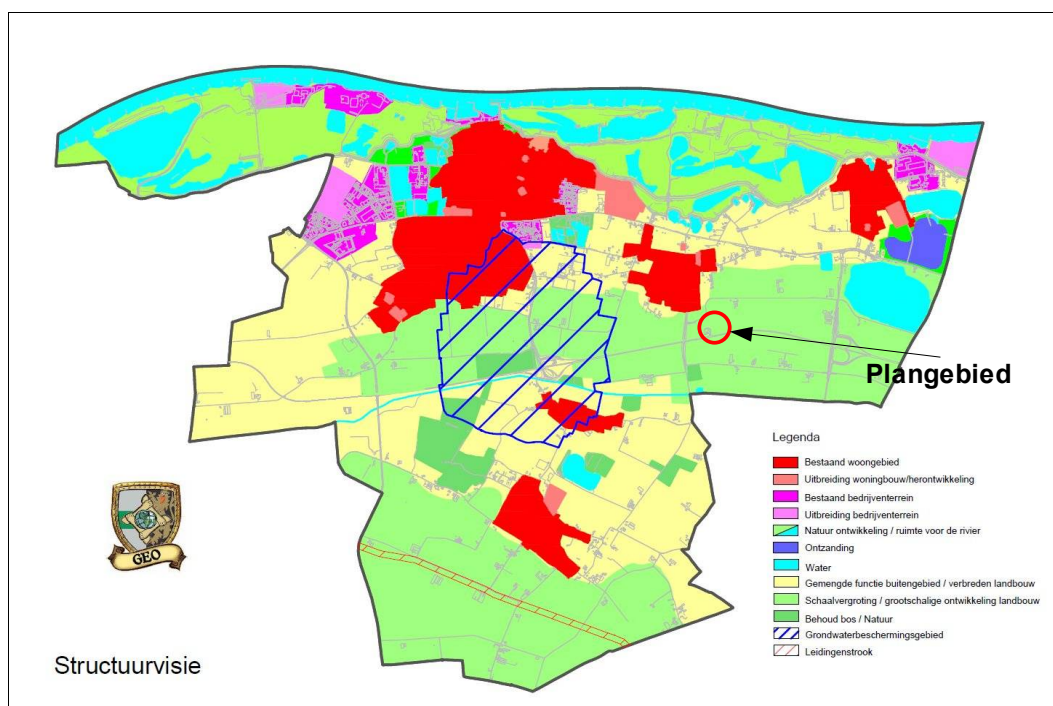 Plangebied
Legenda
Bestaand woongebied
Uitbreiding woningbouw/herontwikkeling
Bestaand bedrijventerrein
Uitbreiding bedrijventerrein
Natuur ontwikkeling / ruimte voor de rivier
Ontzanding
Water
Gemengde functie buitengebied / verbreden landbouw
Schaalvergroting / grootschalige ontwikkeling landbouw
Behoud bos / Natuur
Grondwaterbeschermingsgebied
Leidingenstrook
GEO
Structuurvisie